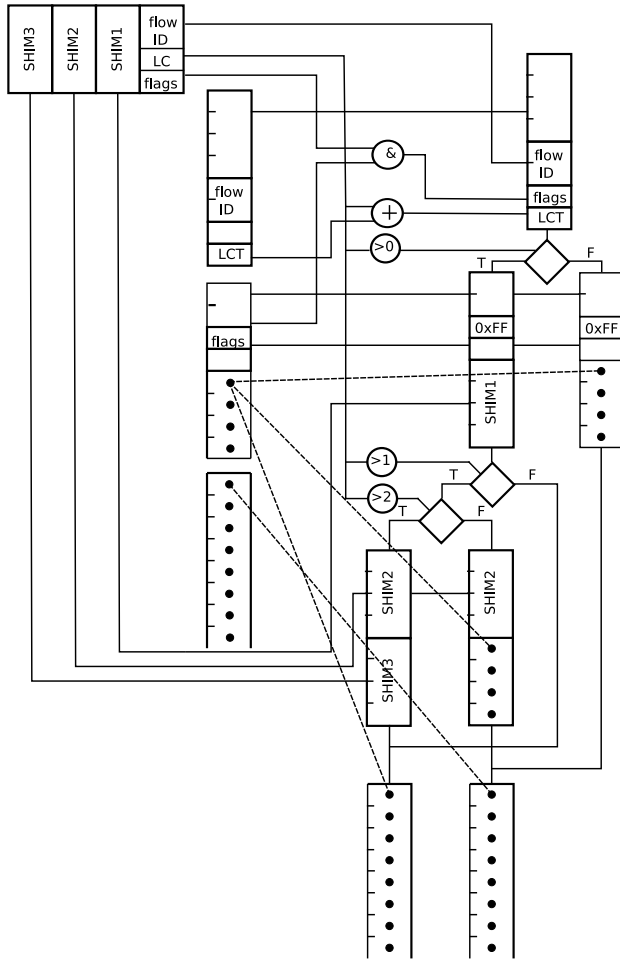 SHIM3
SHIM2
SHIM1
flow
ID
LC
flags
flow
ID
LCT
flags
&
+
>0
flow
ID
flags
LCT
T
F
0xFF
0xFF
SHIM1
>1
>2
T
F
T
F
SHIM2
SHIM2
SHIM3